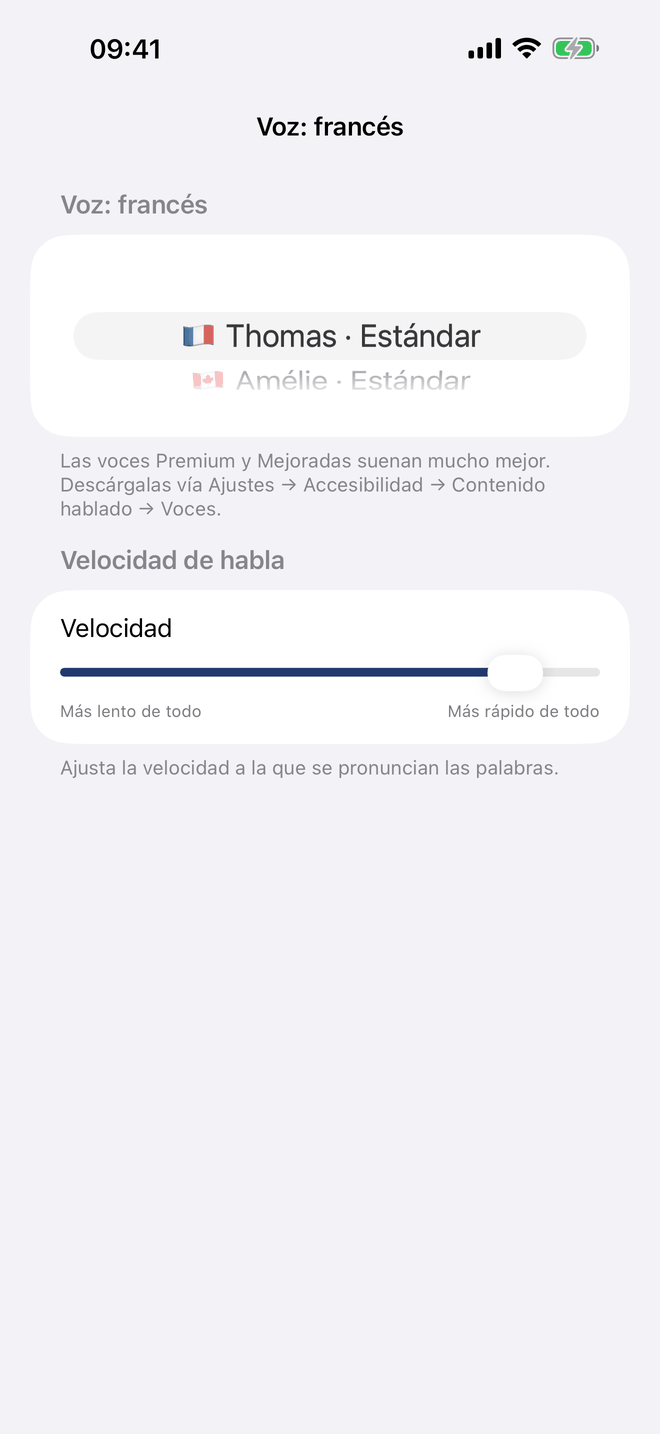 09:41
Voz: francés
Voz: francés
Thomas · Estándar
Amélie · Estándar
Las voces Premium y Mejoradas suenan mucho mejor.
Descárgalas vía Ajustes → Accesibilidad → Contenido
hablado → Voces.
Velocidad de habla
Velocidad
Más lento de todo
Más rápido de todo
Ajusta la velocidad a la que se pronuncian las palabras.